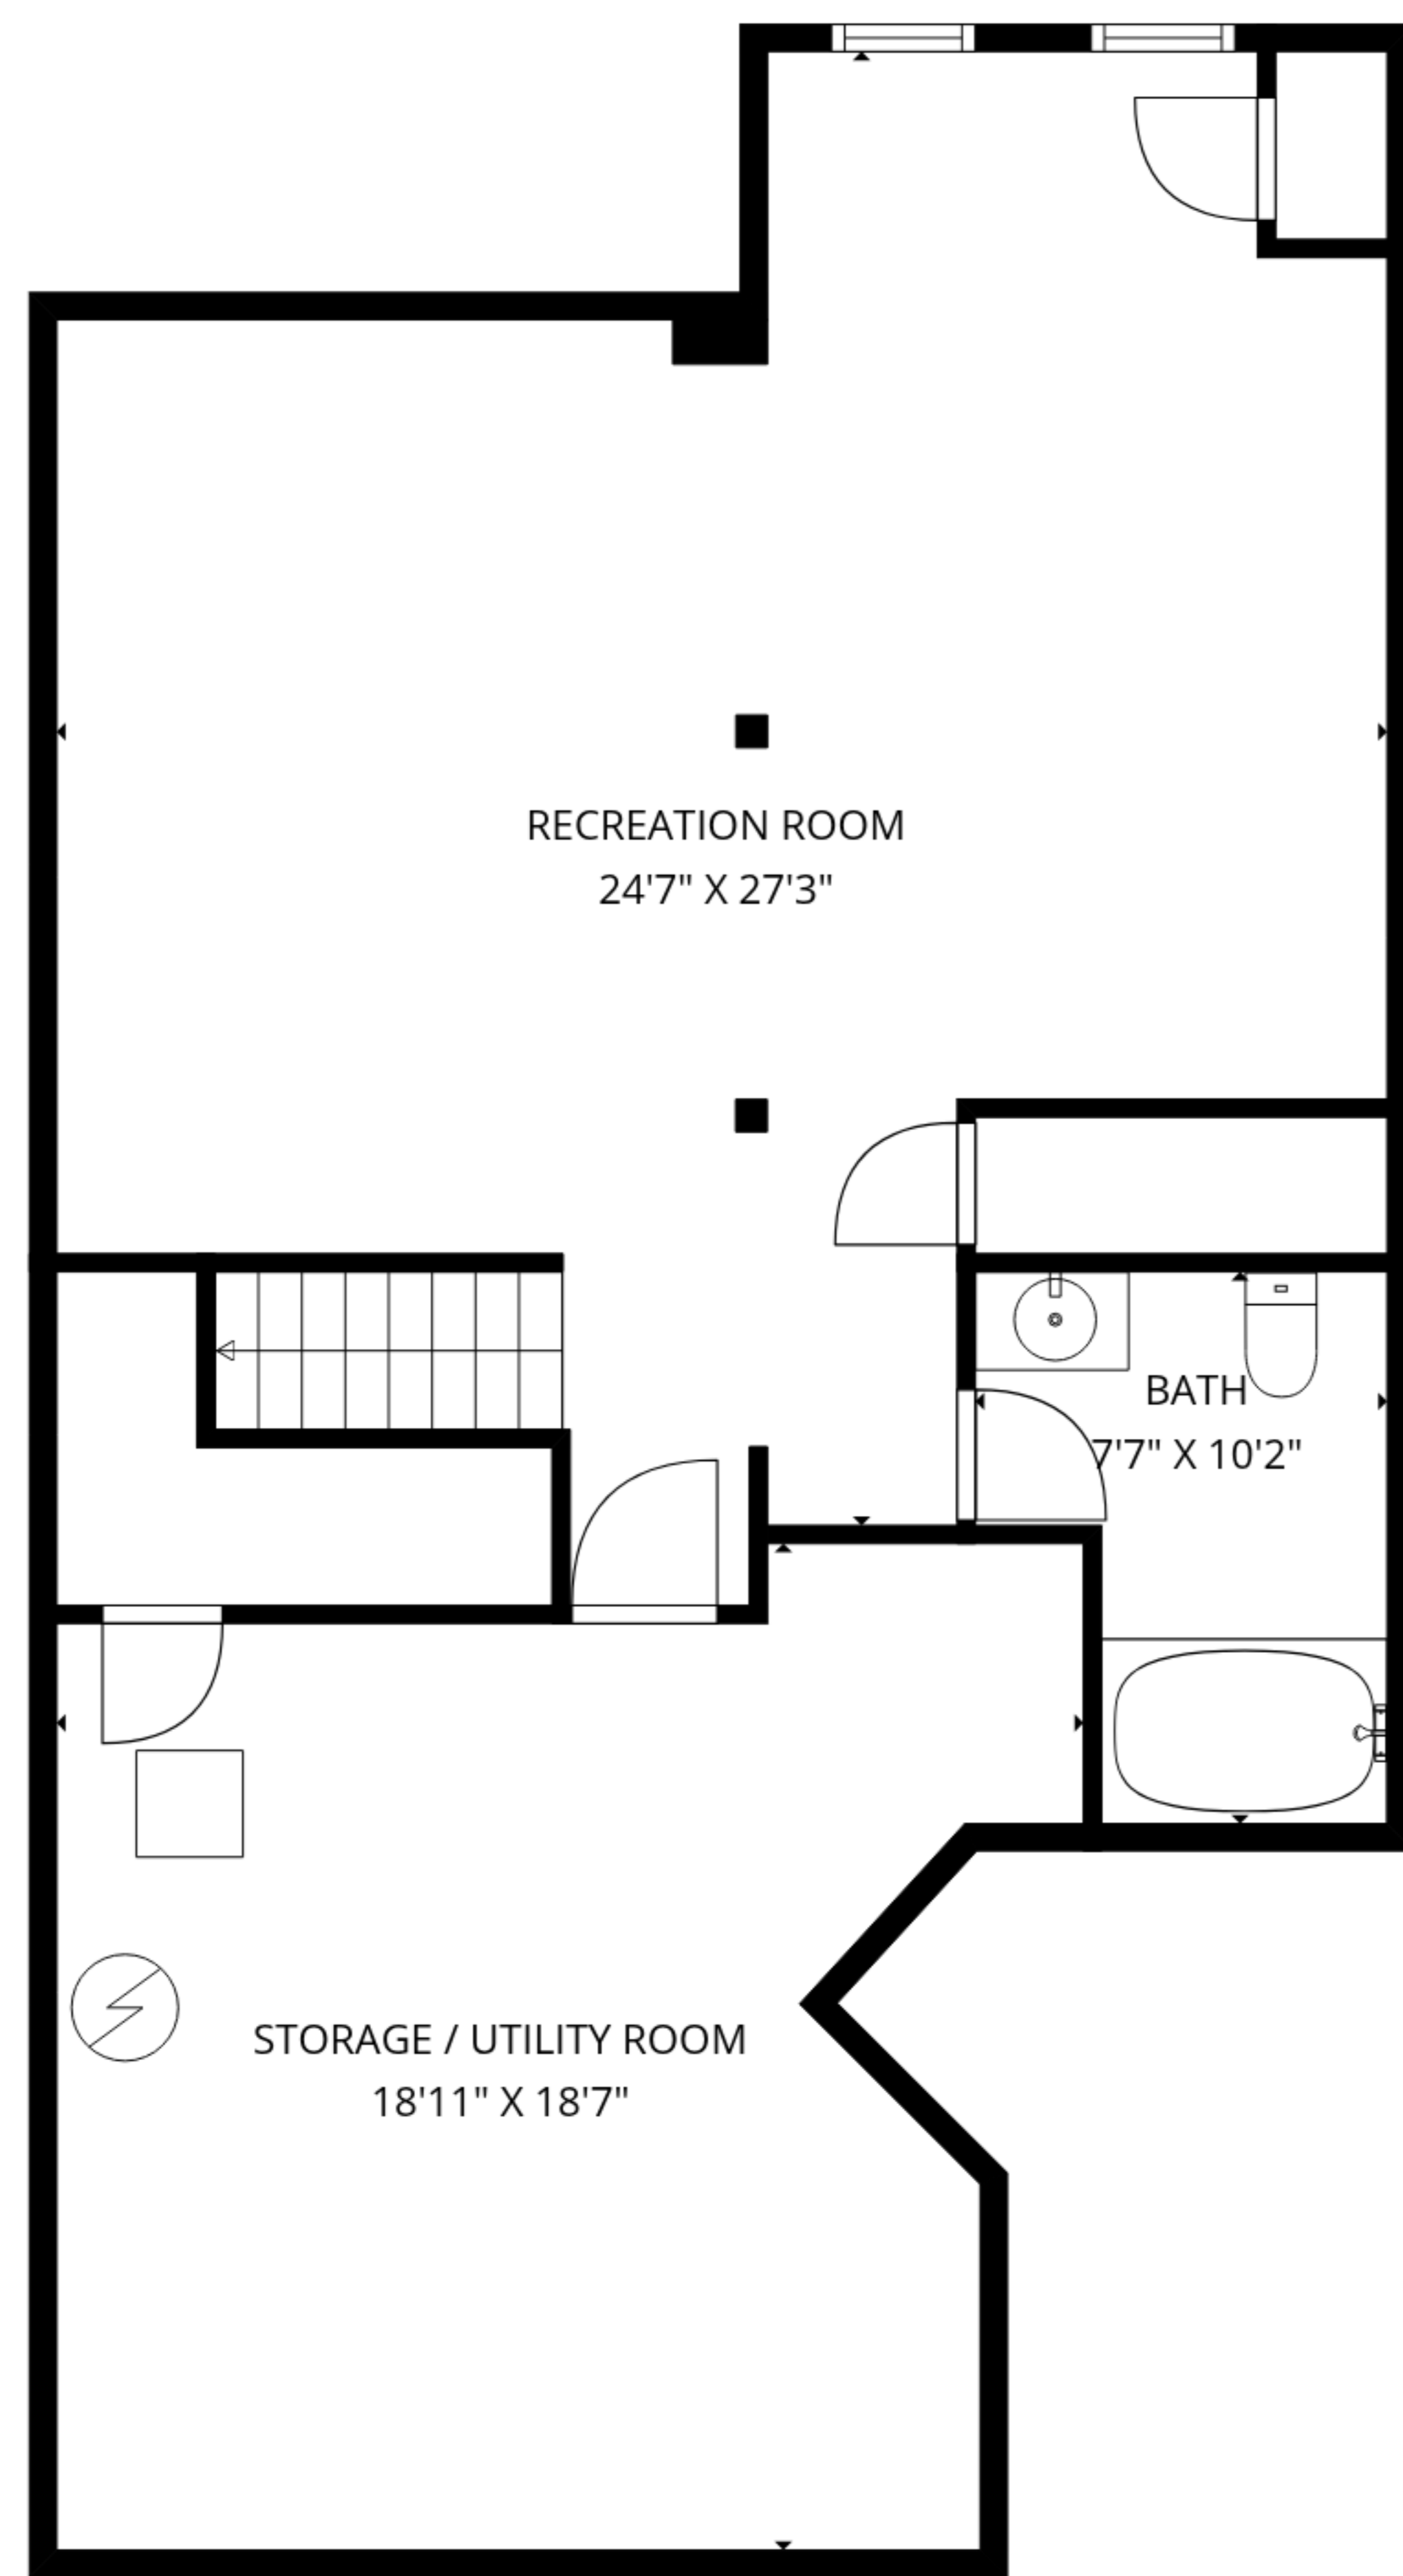 RECREATION ROOM
24'7" X 27'3"
BATH
7'7" X 10'2"
STORAGE / UTILITY ROOM
18'11" X 18'7"